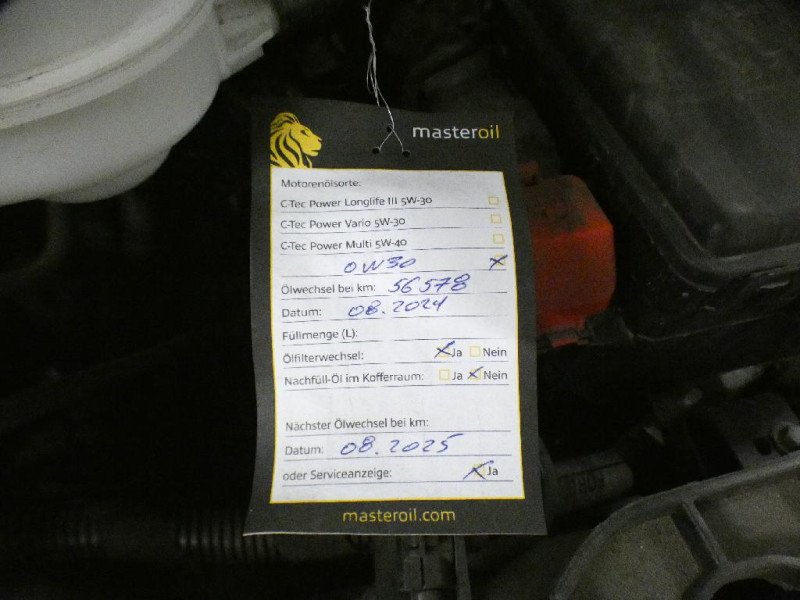 masteroil
Motorenölsorte:
C-Tec Power Longlife III 5W-30
C-Tec Power Vario 5W-30
C-Tec Power Multi 5W-40
0W30
Ölwechsel bei km: 56578
Datum: 08.2024
Füllmenge (L):
Ölfilterwechsel: Ja Nein
Nachfüll-Öl im Kofferraum: Ja Nein
Nächster Ölwechsel bei km:
Datum: 08.2025
oder Serviceanzeige: Ja
masteroil.com